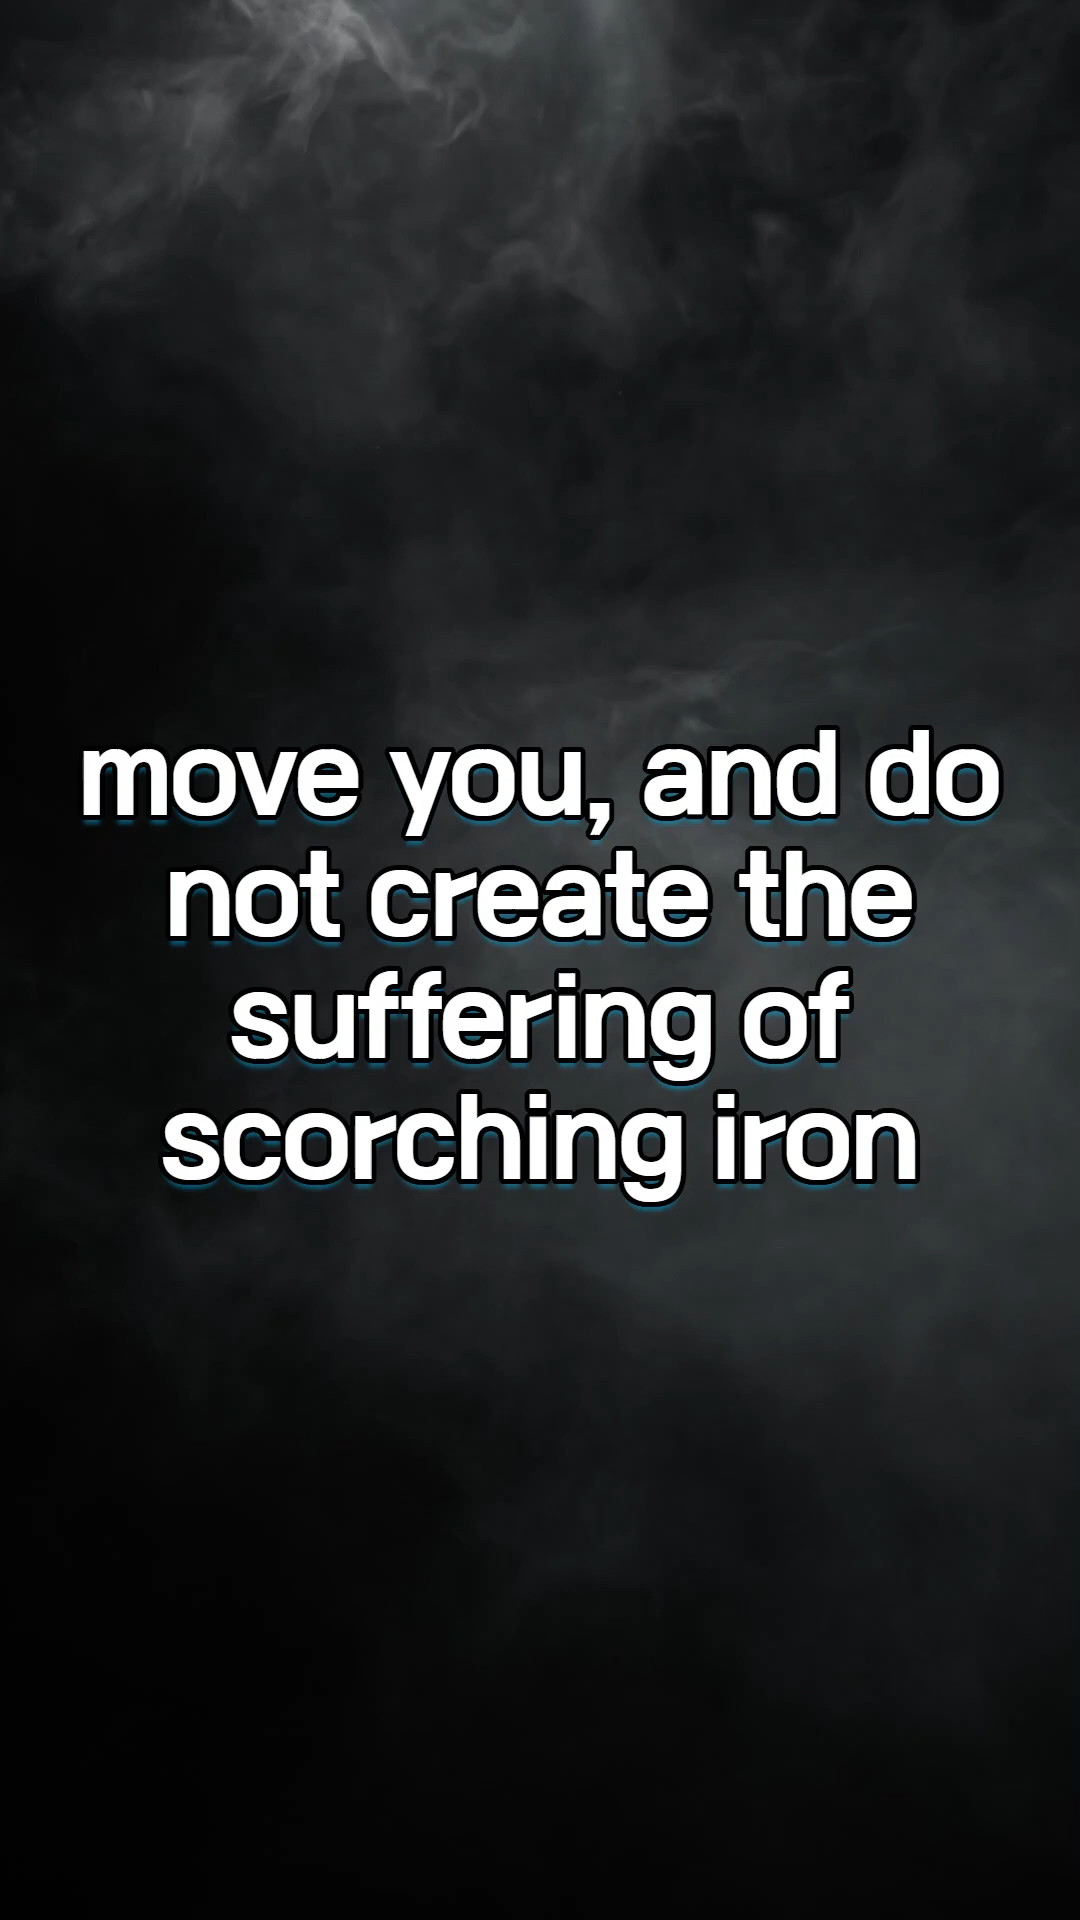 move you, and do
not create the
suffering of
scorching iron